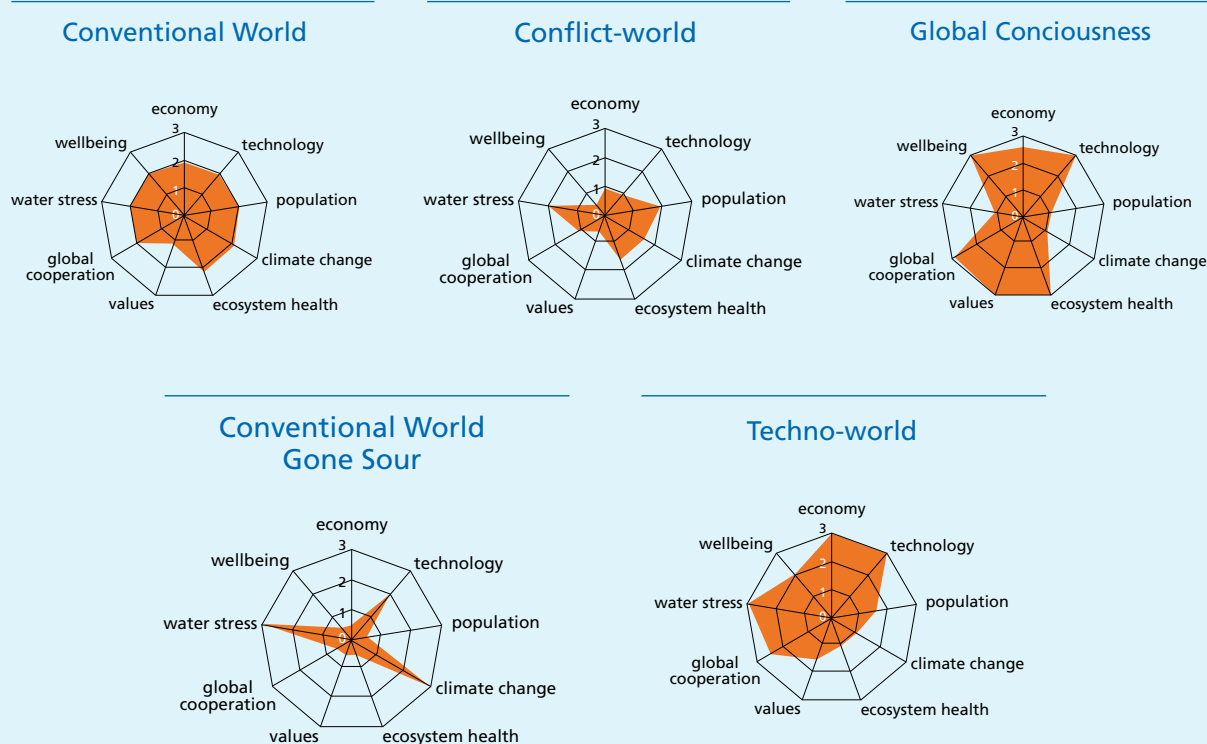 Conventional World
Conflict-world
Global Conciousness
economy
3
wellbeing
technology
2
water stress
1
population
0
global
cooperation
climate change
values
ecosystem health
economy
3
wellbeing
technology
2
water stress
1
population
0
global
cooperation
climate change
values
ecosystem health
economy
3
wellbeing
technology
2
water stress
1
population
0
global
cooperation
climate change
values
ecosystem health
Conventional World
Gone Sour
Techno-world
economy
3
wellbeing
technology
2
water stress
1
population
0
global
cooperation
climate change
values
ecosystem health
economy
3
wellbeing
technology
2
water stress
1
population
0
global
cooperation
climate change
values
ecosystem health